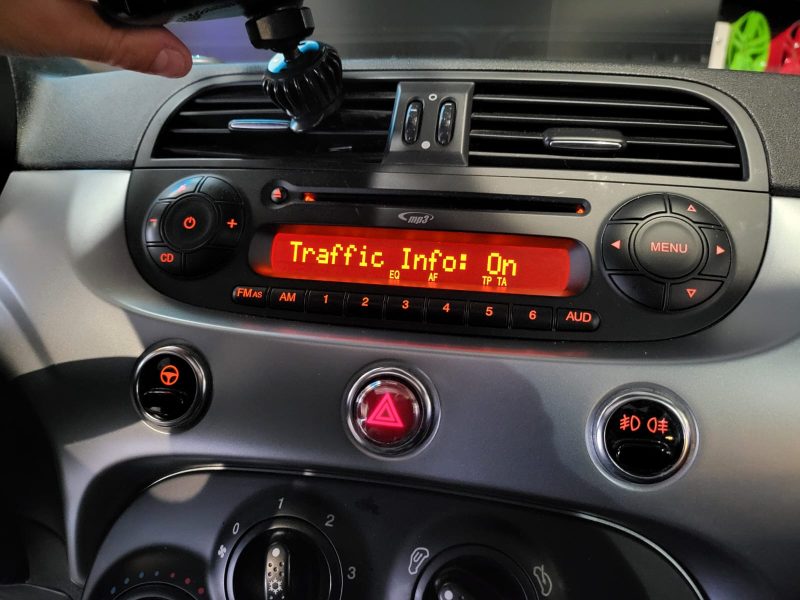 mp3
Traffic Info: On
EQ AF TP TA
+
-
CD
MENU
FM AS AM 1 2 3 4 5 6 AUD
0 1 2 3